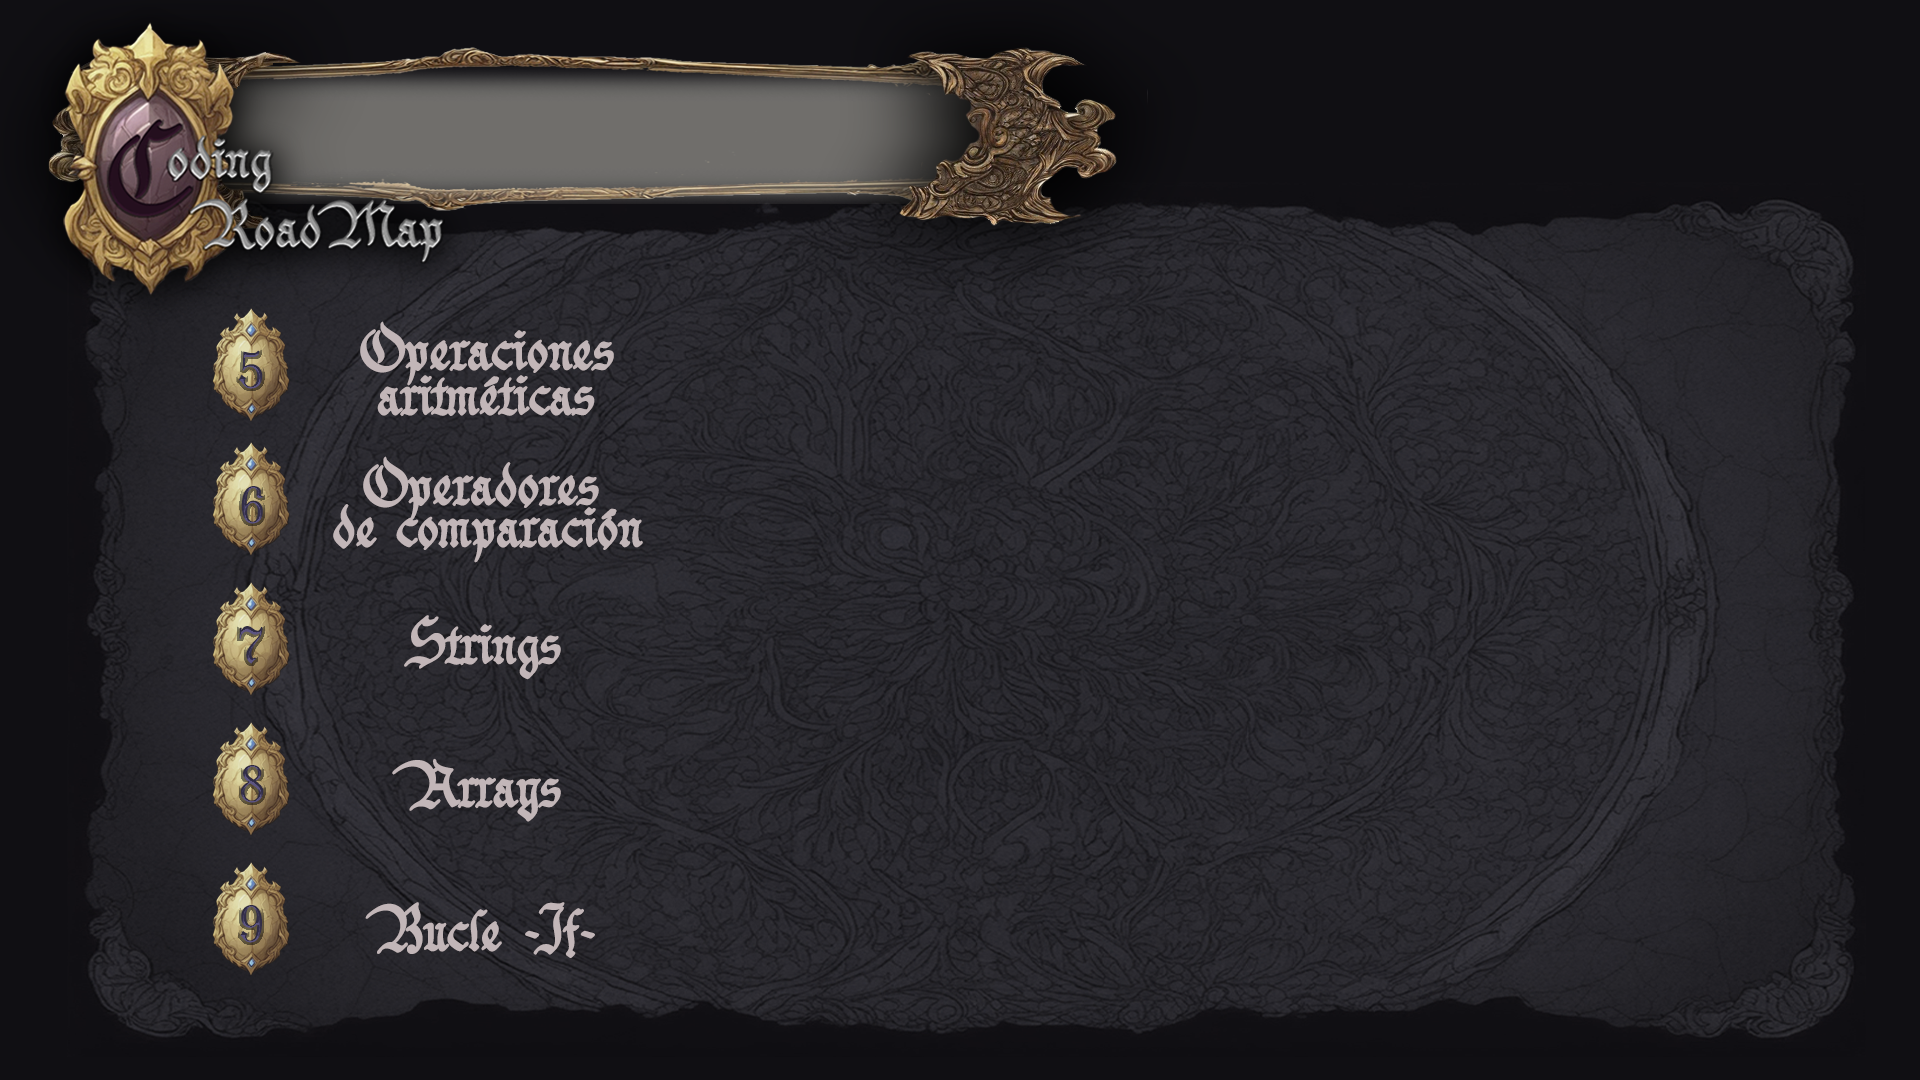 Coding
RoadMap
5
Operaciones
aritméticas
6
Operadores
de comparación
7
Strings
8
Arrays
9
Bucle -If-